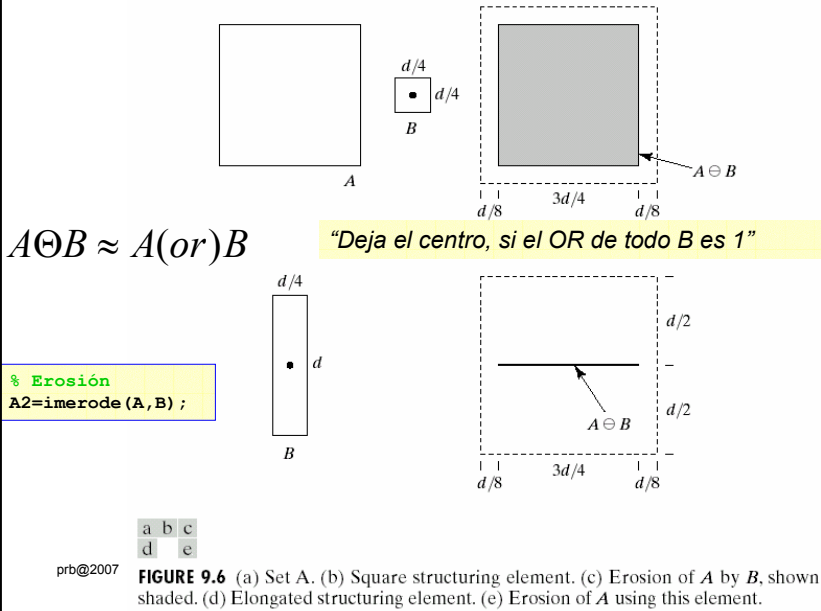 d/4
d/4
B
A
A ⊖ B
d/8
3d/4
d/8
AΘB ≈ A(or)B
“Deja el centro, si el OR de todo B es 1”
d/4
d
B
% Erosión
A2=imerode(A,B);
d/2
d/2
A ⊖ B
d/8
3d/4
d/8
a b c
d e
prb@2007
FIGURE 9.6 (a) Set A. (b) Square structuring element. (c) Erosion of A by B, shown
shaded. (d) Elongated structuring element. (e) Erosion of A using this element.